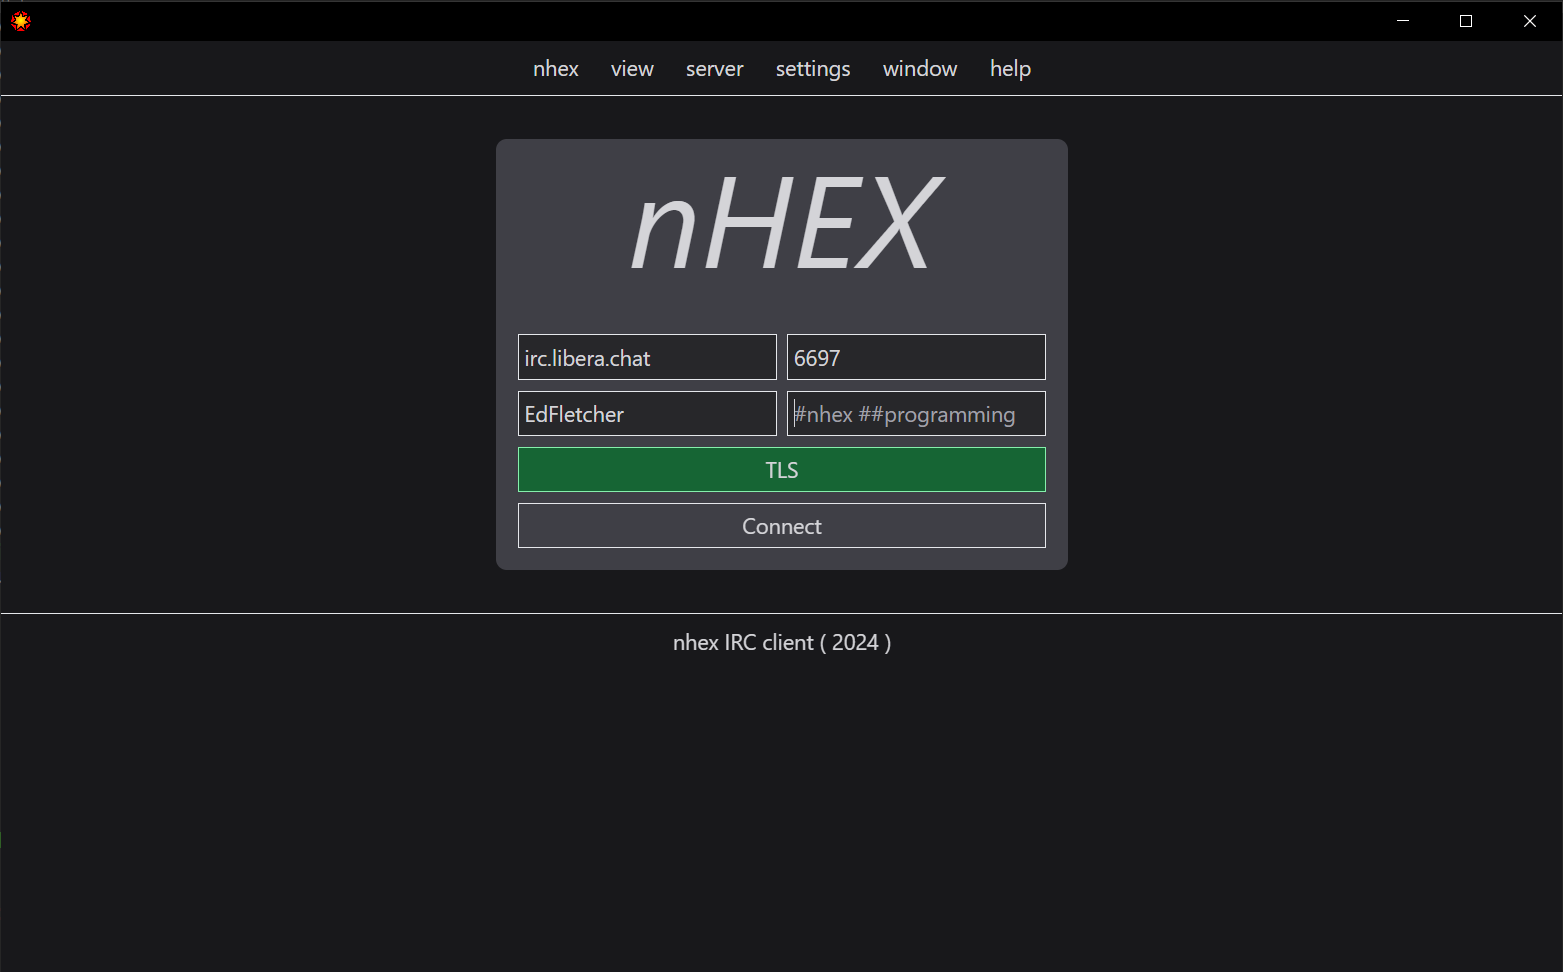 nhex view server settings window help
nHEX
irc.libera.chat 6697
EdFletcher #nhex ##programming
TLS
Connect
nhex IRC client ( 2024 )